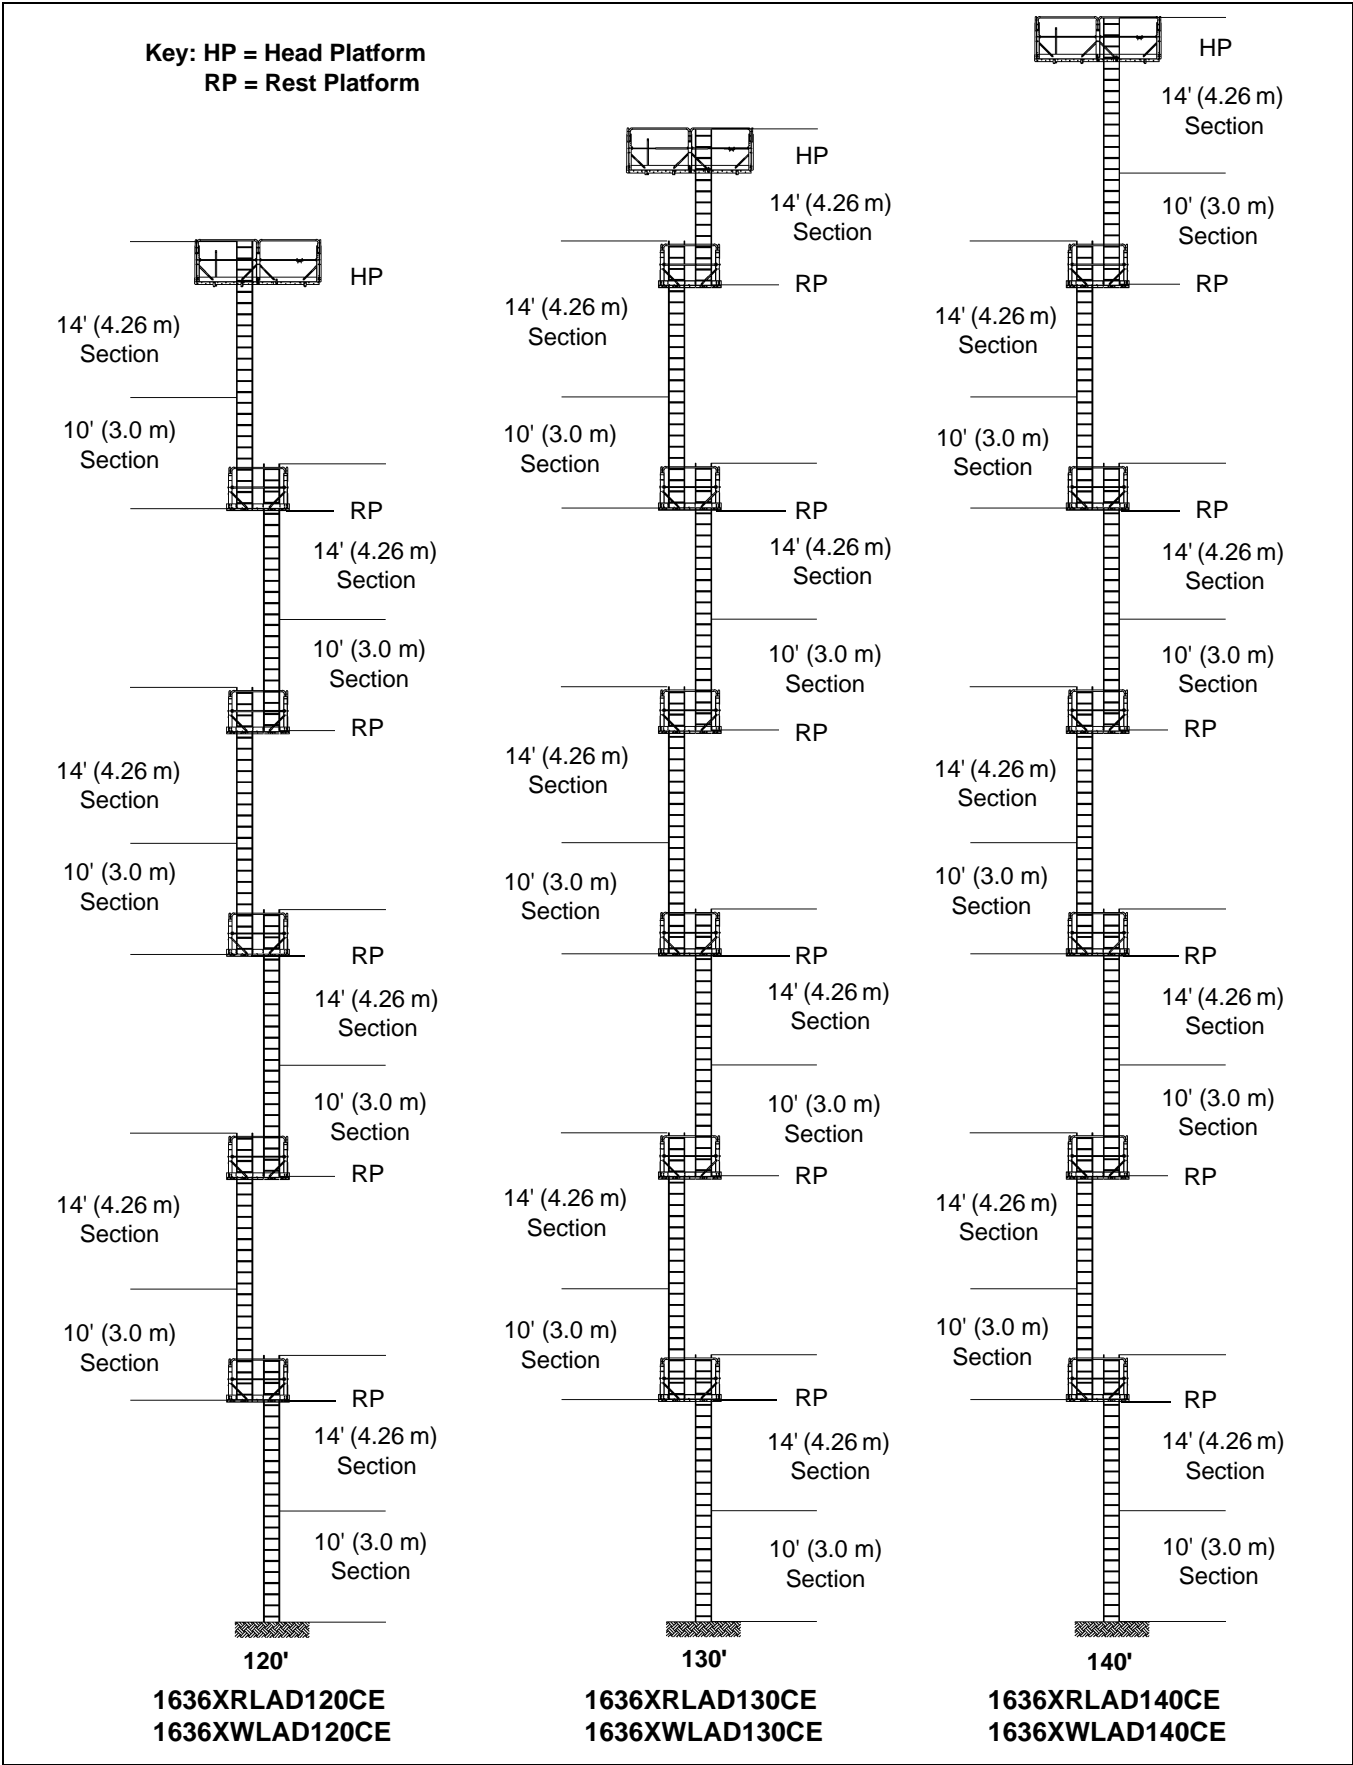 Key: HP = Head Platform
RP = Rest Platform
HP
14' (4.26 m)
Section
10' (3.0 m)
Section
RP
14' (4.26 m)
Section
10' (3.0 m)
Section
RP
14' (4.26 m)
Section
10' (3.0 m)
Section
RP
14' (4.26 m)
Section
10' (3.0 m)
Section
RP
14' (4.26 m)
Section
10' (3.0 m)
Section
RP
14' (4.26 m)
Section
10' (3.0 m)
Section
120'
1636XRLAD120CE
1636XWLAD120CE
HP
14' (4.26 m)
Section
RP
14' (4.26 m)
Section
10' (3.0 m)
Section
RP
14' (4.26 m)
Section
10' (3.0 m)
Section
RP
14' (4.26 m)
Section
10' (3.0 m)
Section
RP
14' (4.26 m)
Section
10' (3.0 m)
Section
RP
14' (4.26 m)
Section
10' (3.0 m)
Section
RP
14' (4.26 m)
Section
10' (3.0 m)
Section
130'
1636XRLAD130CE
1636XWLAD130CE
HP
14' (4.26 m)
Section
10' (3.0 m)
Section
RP
14' (4.26 m)
Section
10' (3.0 m)
Section
RP
14' (4.26 m)
Section
10' (3.0 m)
Section
RP
14' (4.26 m)
Section
10' (3.0 m)
Section
RP
14' (4.26 m)
Section
10' (3.0 m)
Section
RP
14' (4.26 m)
Section
10' (3.0 m)
Section
RP
14' (4.26 m)
Section
10' (3.0 m)
Section
140'
1636XRLAD140CE
1636XWLAD140CE